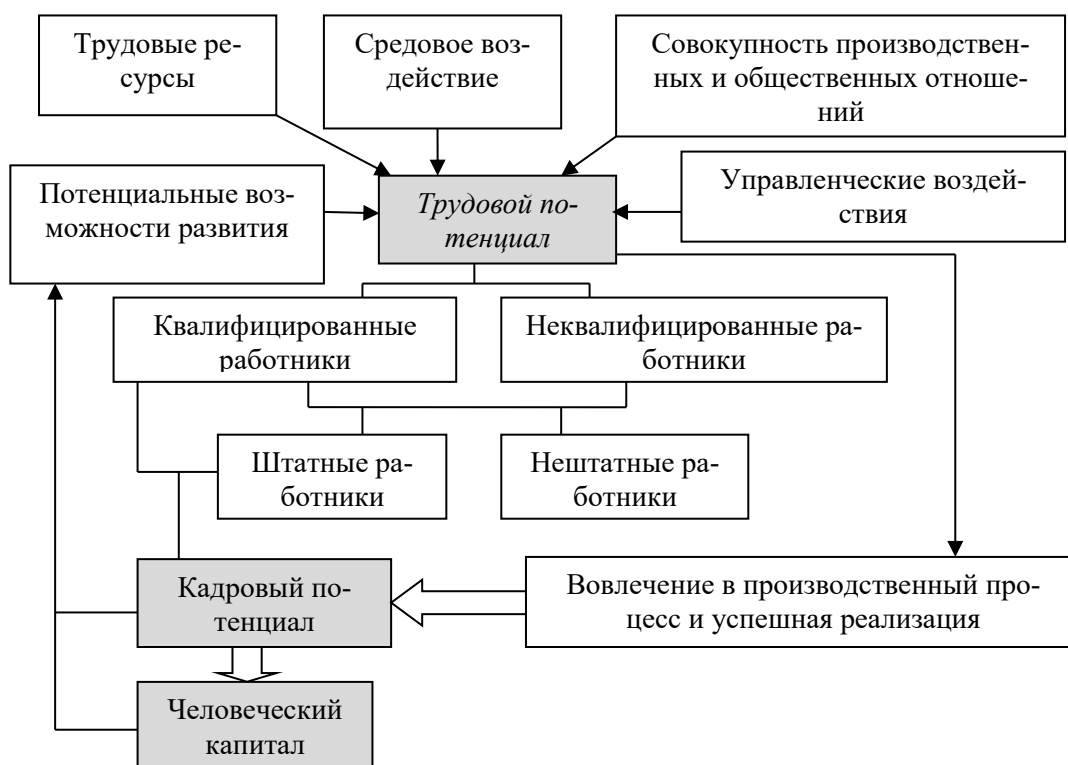 Трудовые ре-
сурсы
Средовое воз-
действие
Совокупность производствен-
ных и общественных отноше-
ний
Потенциальные воз-
можности развития
Трудовой по-
тенциал
Управленческие воздей-
ствия
Квалифицированные
работники
Неквалифицированные ра-
ботники
Штатные ра-
ботники
Нештатные ра-
ботники
Кадровый по-
тенциал
Вовлечение в производственный про-
цесс и успешная реализация
Человеческий
капитал